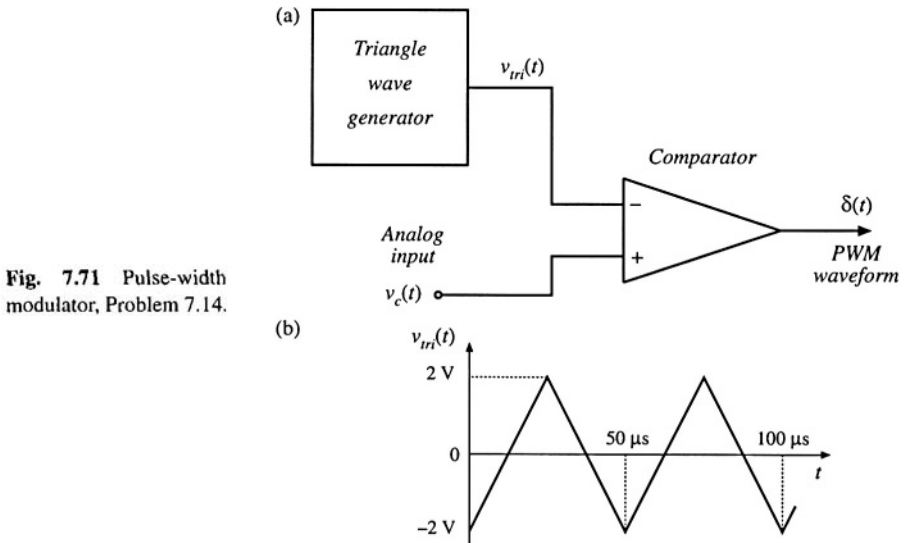 (a)
Triangle
wave
generator
v_tri(t)
Comparator
−
+
δ(t)
PWM
waveform
Analog
input
v_c(t)
Fig. 7.71 Pulse-width
modulator, Problem 7.14.
(b)
v_tri(t)
2 V
0
−2 V
50 µs
100 µs
t